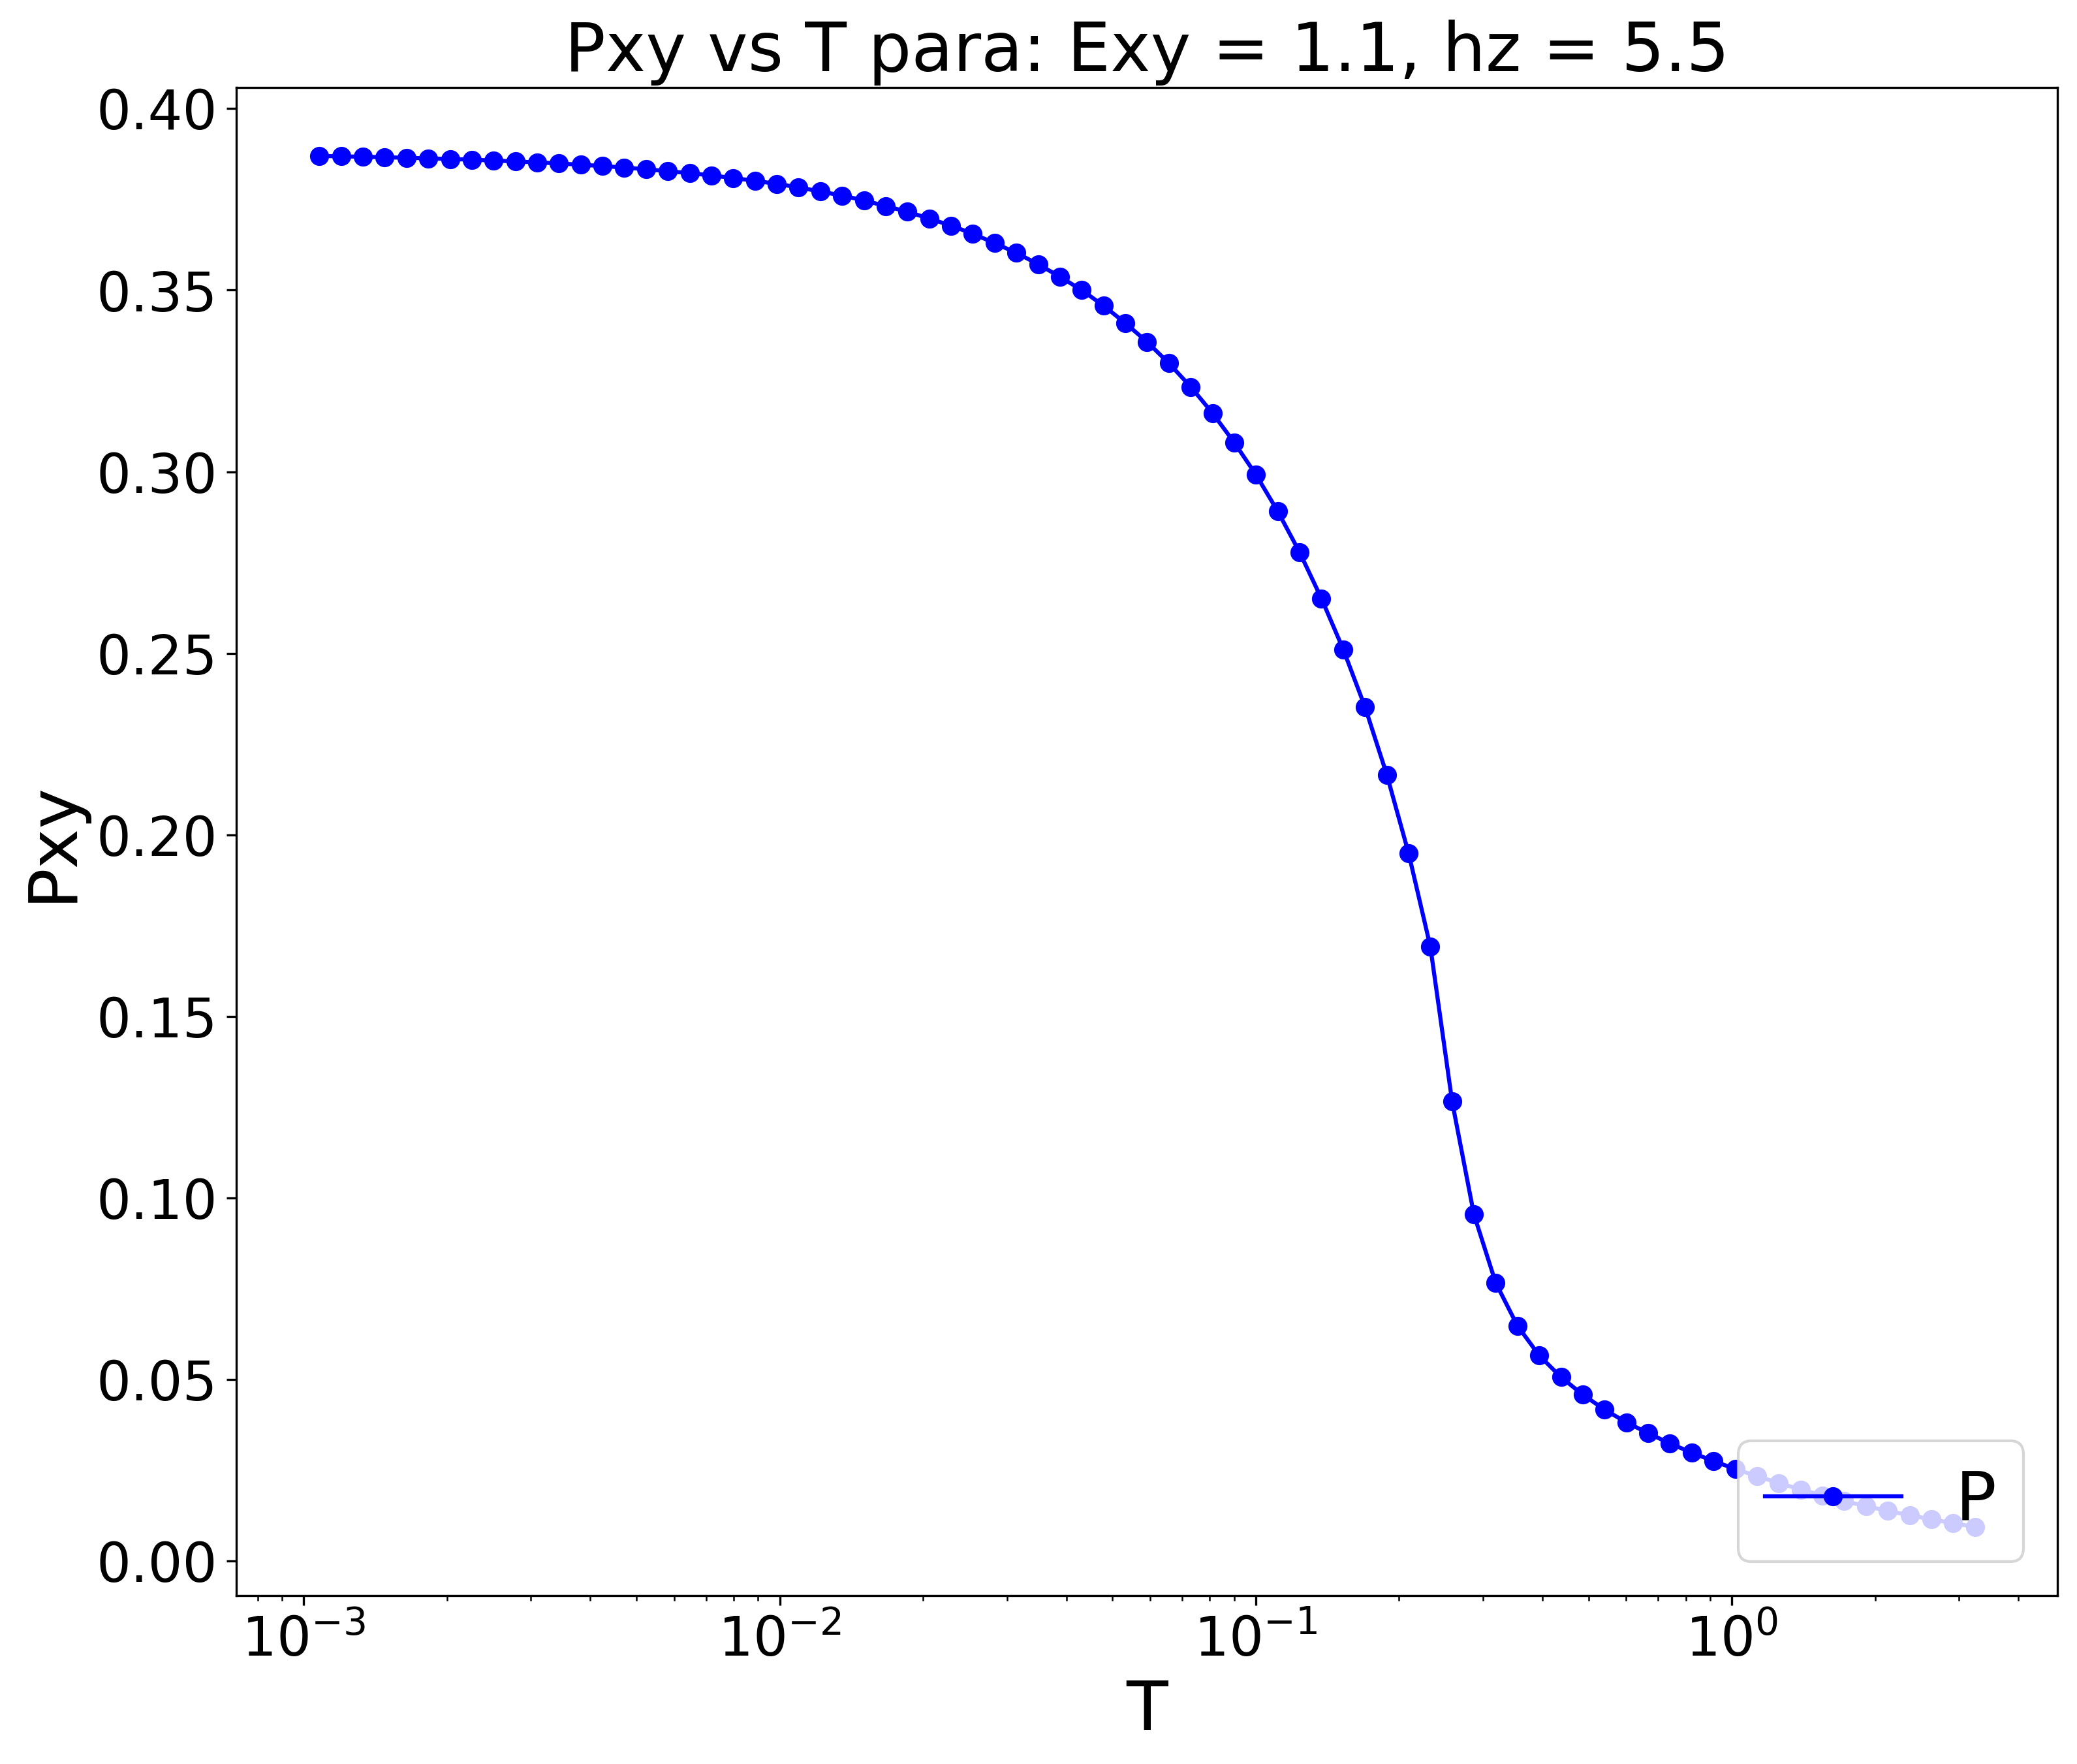 Pxy vs T para: Exy = 1.1, hz = 5.5
0.40
0.35
0.30
0.25
0.20
0.15
0.10
0.05
0.00
Pxy
10⁻³ 10⁻² 10⁻¹ 10⁰
T
P